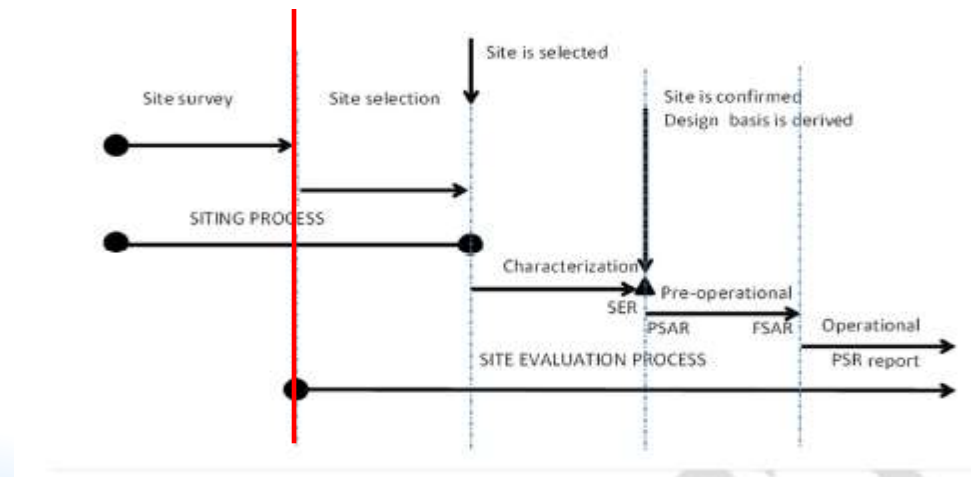 Site is selected
Site survey
Site selection
Site is confirmed
Design basis is derived
SITING PROCESS
Characterization
SER
Pre-operational
PSAR
FSAR
Operational
SITE EVALUATION PROCESS
PSR report